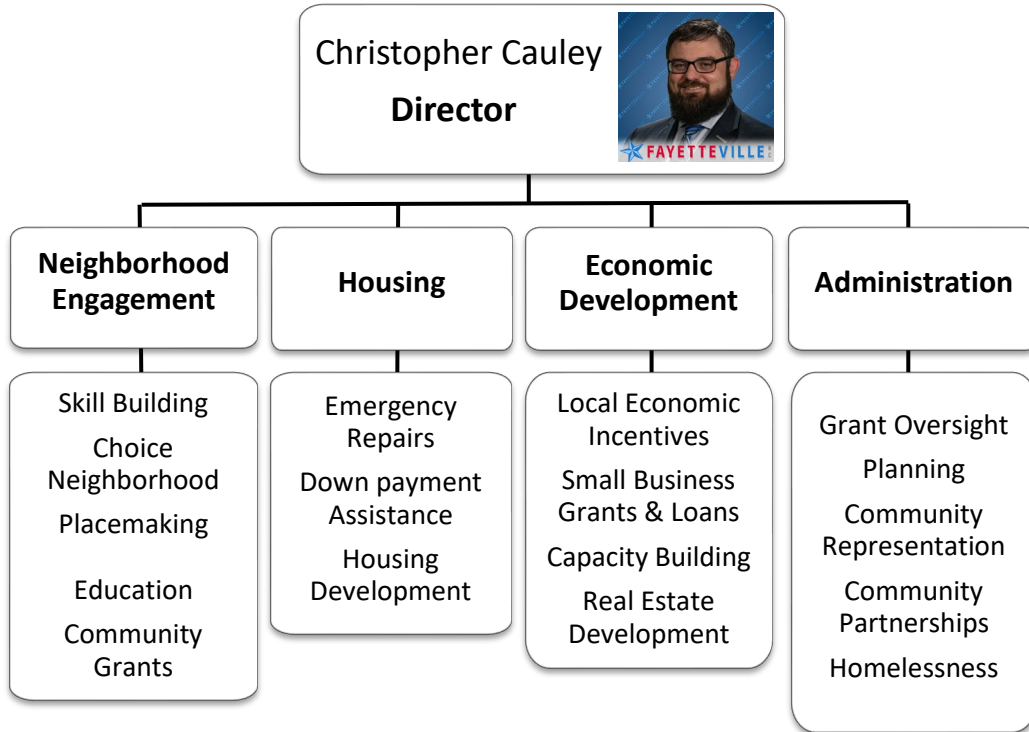 Christopher Cauley
Director
FAYETTEVILLE
Neighborhood
Engagement
Housing
Economic
Development
Administration
Skill Building
Choice
Neighborhood
Placemaking
Education
Community
Grants
Emergency
Repairs
Down payment
Assistance
Housing
Development
Local Economic
Incentives
Small Business
Grants & Loans
Capacity Building
Real Estate
Development
Grant Oversight
Planning
Community
Representation
Community
Partnerships
Homelessness